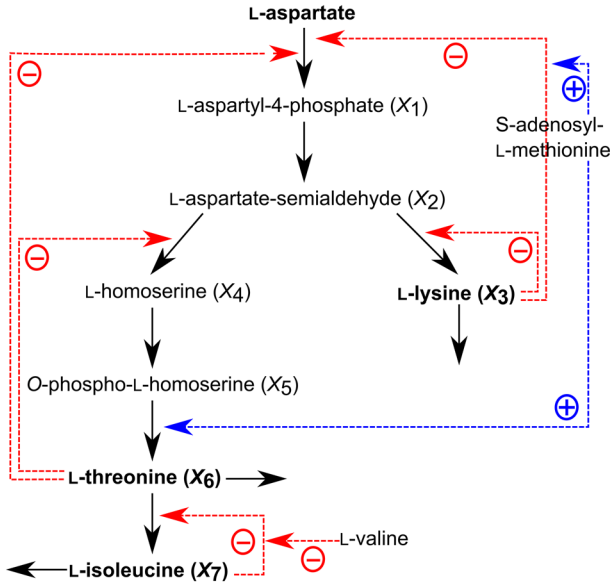 L-aspartate
−
−
+
L-aspartyl-4-phosphate (X1)
S-adenosyl-
L-methionine
L-aspartate-semialdehyde (X2)
−
−
L-homoserine (X4)
L-lysine (X3)
O-phospho-L-homoserine (X5)
+
L-threonine (X6)
−
L-valine
−
L-isoleucine (X7)